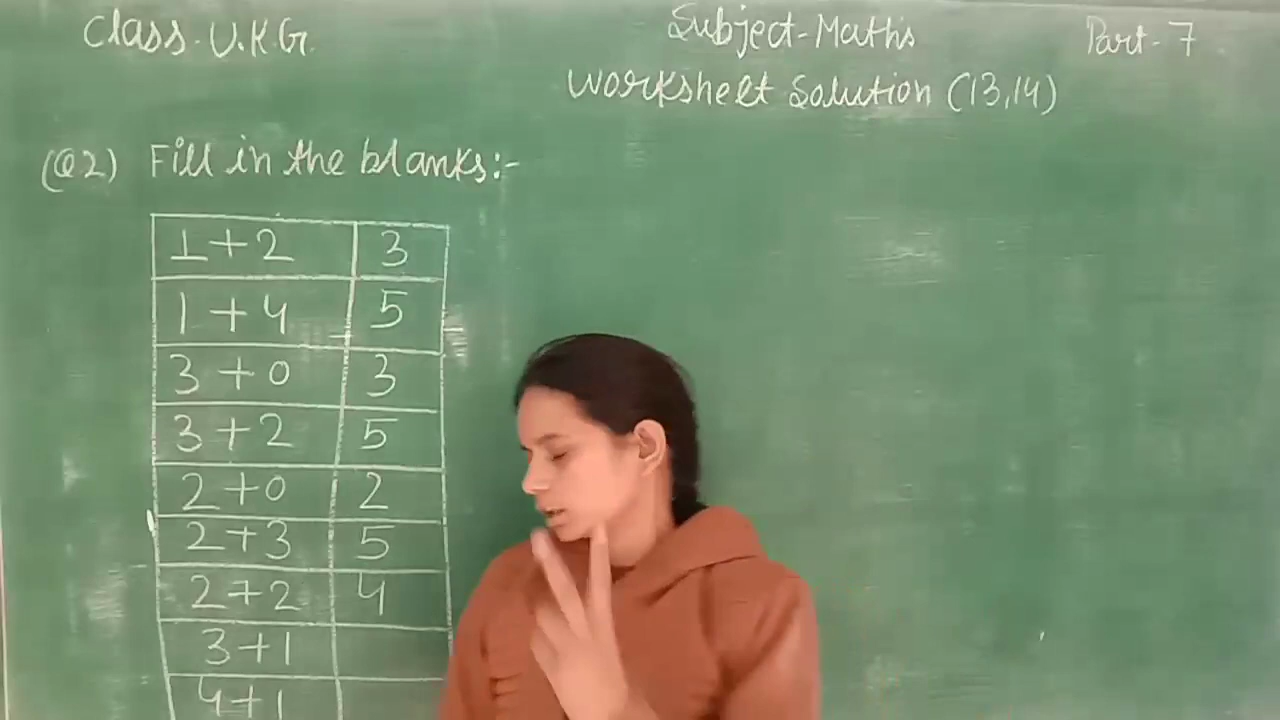 Class - U.K.G.
Subject - Maths
Part - 7
Worksheet Solution (13,14)
(Q2) Fill in the blanks:-
1+2 3
1+4 5
3+0 3
3+2 5
2+0 2
2+3 5
2+2 4
3+1
4+1